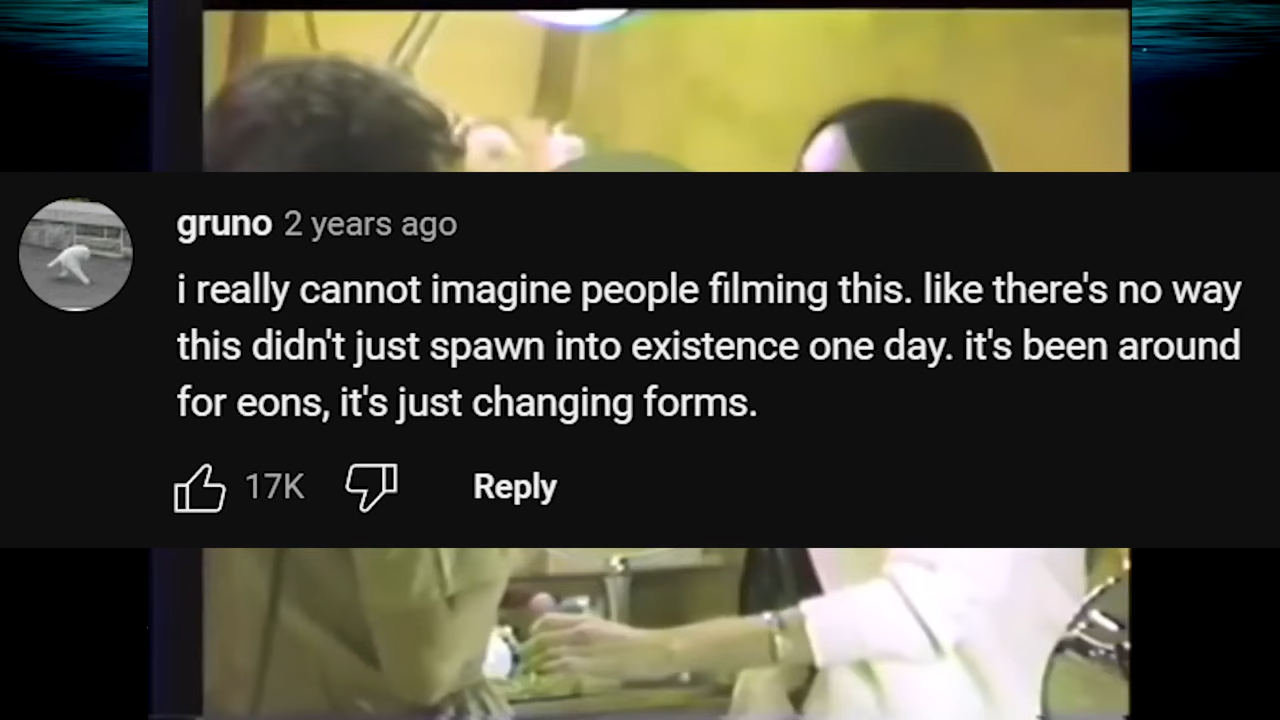 gruno 2 years ago
i really cannot imagine people filming this. like there's no way
this didn't just spawn into existence one day. it's been around
for eons, it's just changing forms.
17K Reply